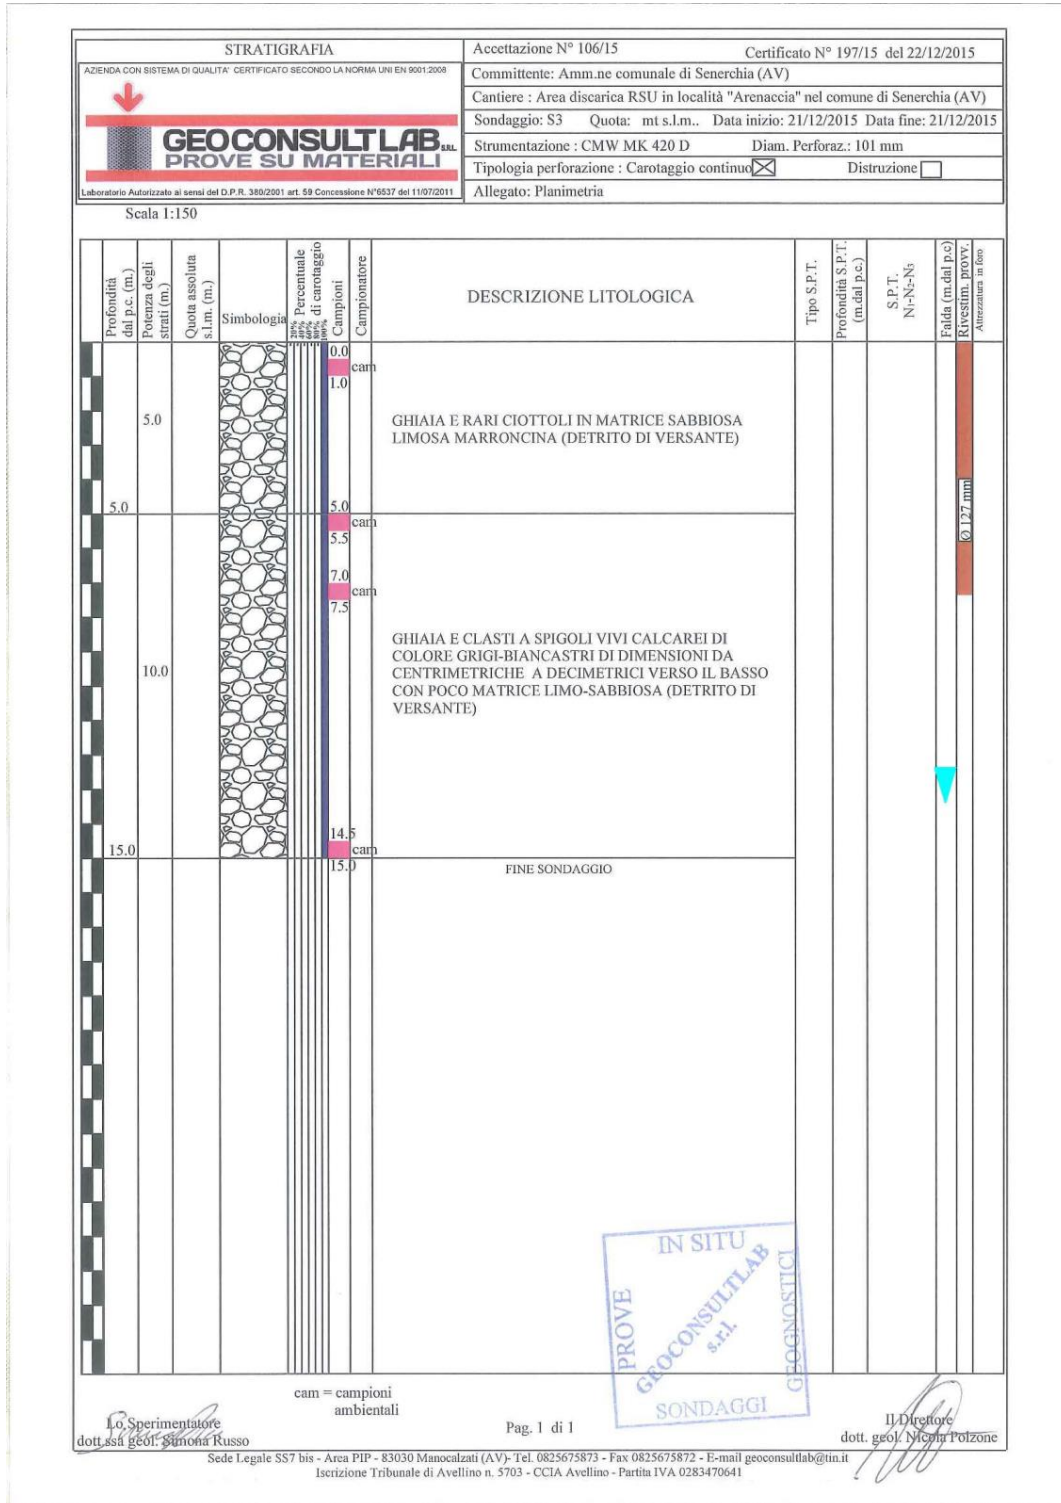 STRATIGRAFIA
AZIENDA CON SISTEMA DI QUALITA' CERTIFICATO SECONDO LA NORMA UNI EN 9001:2008
GEOCONSULTLAB SRL
PROVE SU MATERIALI
Laboratorio Autorizzato ai sensi del D.P.R. 380/2001 art. 59 Concessione N°6537 del 11/07/2011
Accettazione N° 106/15 Certificato N° 197/15 del 22/12/2015
Committente: Amm.ne comunale di Senerchia (AV)
Cantiere : Area discarica RSU in località "Arenaccia" nel comune di Senerchia (AV)
Sondaggio: S3 Quota: mt s.l.m.. Data inizio: 21/12/2015 Data fine: 21/12/2015
Strumentazione : CMW MK 420 D Diam. Perforaz.: 101 mm
Tipologia perforazione : Carotaggio continuo Distruzione
Allegato: Planimetria
Scala 1:150
Profondità
dal p.c. (m.)
Potenza degli
strati (m.)
Quota assoluta
s.l.m. (m.)
Simbologia
Percentuale
di carotaggio
20%
40%
60%
80%
100%
Campioni
Campionatore
DESCRIZIONE LITOLOGICA
Tipo S.P.T.
Profondità S.P.T.
(m.dal p.c.)
S.P.T.
N1-N2-N3
Falda (m.dal p.c)
Rivestim. provv.
Attrezzatura in foro
0.0
cam
1.0
5.0
GHIAIA E RARI CIOTTOLI IN MATRICE SABBIOSA
LIMOSA MARRONCINA (DETRITO DI VERSANTE)
5.0
5.0
cam
5.5
Ø 127 mm
7.0
cam
7.5
10.0
GHIAIA E CLASTI A SPIGOLI VIVI CALCAREI DI
COLORE GRIGI-BIANCASTRI DI DIMENSIONI DA
CENTRIMETRICHE A DECIMETRICI VERSO IL BASSO
CON POCO MATRICE LIMO-SABBIOSA (DETRITO DI
VERSANTE)
14.5
15.0
cam
15.0
FINE SONDAGGIO
IN SITU
PROVE
GEOCONSULTLAB
s.r.l.
GEOGNOSTICI
SONDAGGI
cam = campioni
ambientali
Lo Sperimentatore
dott.ssa geol. Simona Russo
Pag. 1 di 1
Il Direttore
dott. geol. Nicola Polzone
Sede Legale SS7 bis - Area PIP - 83030 Manocalzati (AV)- Tel. 0825675873 - Fax 0825675872 - E-mail geoconsultlab@tin.it
Iscrizione Tribunale di Avellino n. 5703 - CCIA Avellino - Partita IVA 0283470641